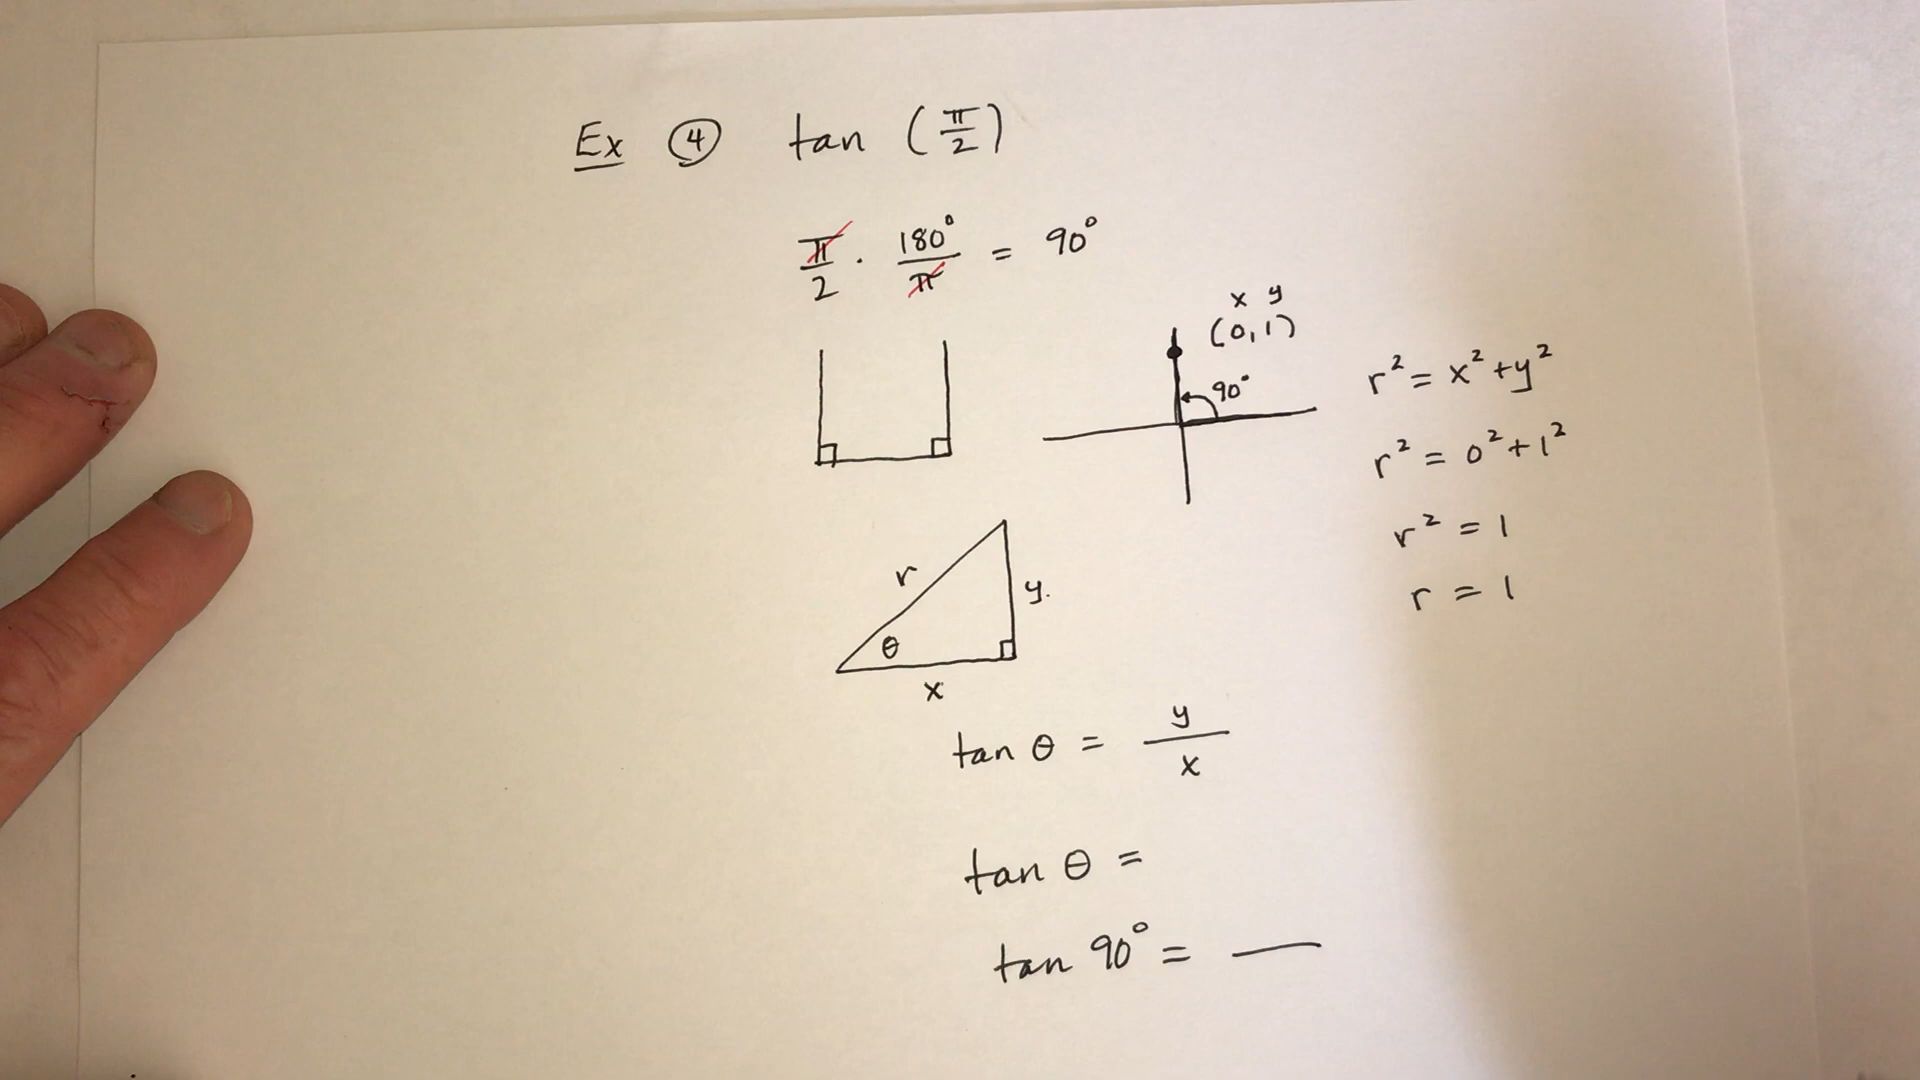 Ex ④ tan (π/2)
π/2 · 180°/π = 90°
x y
(0,1)
90°
r² = x² + y²
r² = 0² + 1²
r² = 1
r = 1
r
y.
θ
x
tan θ = y/x
tan θ =
tan 90° = —